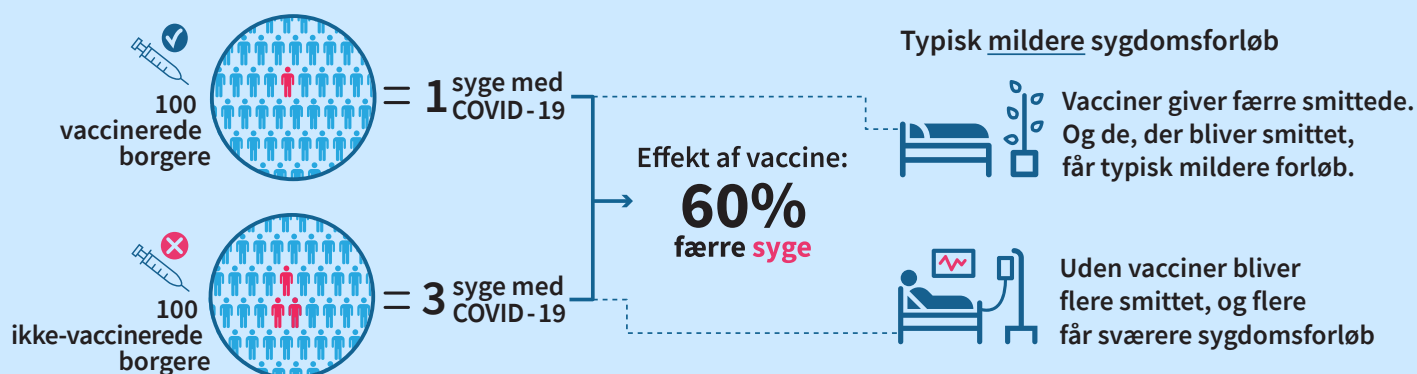 100
vaccinerede
borgere
= 1 syge med
COVID-19
100
ikke-vaccinerede
borgere
= 3 syge med
COVID-19
Effekt af vaccine:
60%
færre syge
Typisk mildere sygdomsforløb
Vacciner giver færre smittede.
Og de, der bliver smittet,
får typisk mildere forløb.
Uden vacciner bliver
flere smittet, og flere
får sværere sygdomsforløb